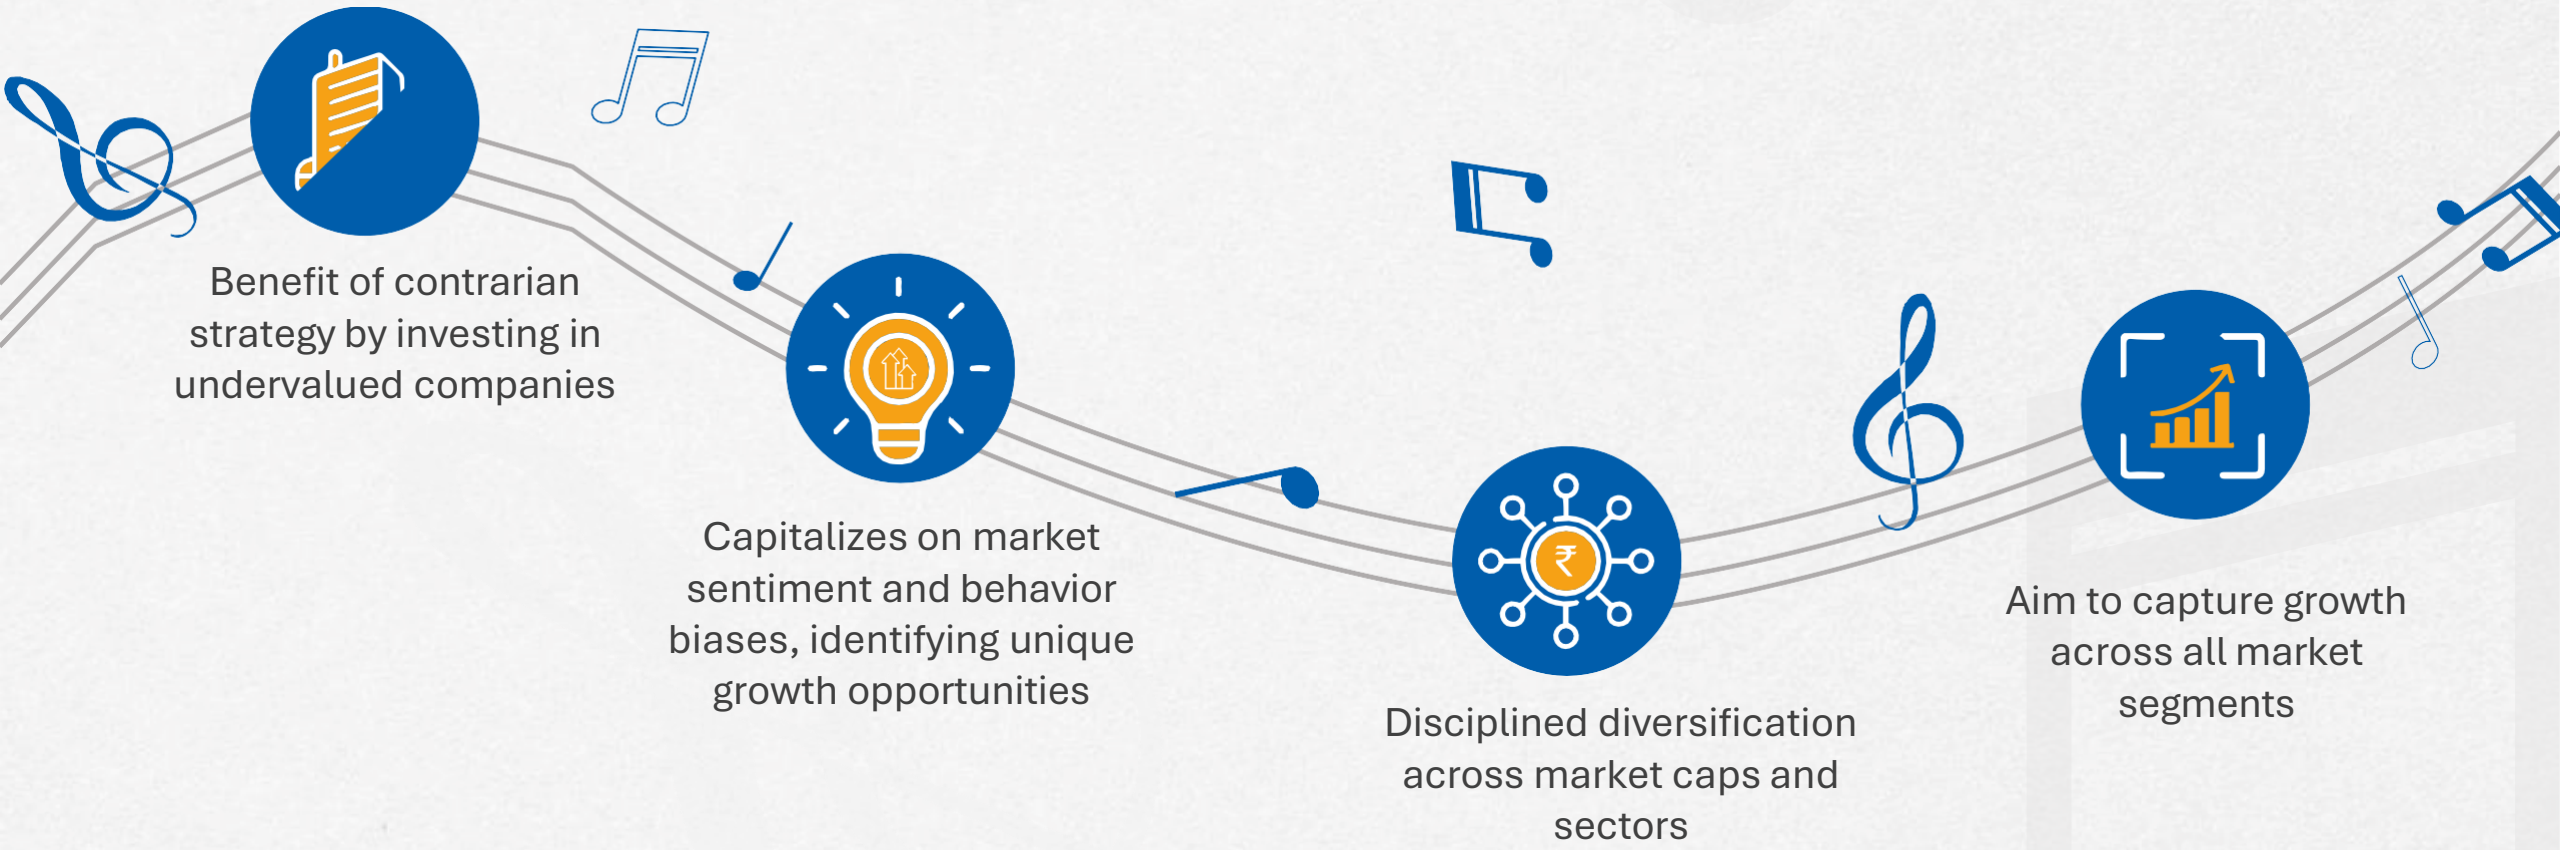 Benefit of contrarian
strategy by investing in
undervalued companies
Capitalizes on market
sentiment and behavior
biases, identifying unique
growth opportunities
₹
Disciplined diversification
across market caps and
sectors
Aim to capture growth
across all market
segments